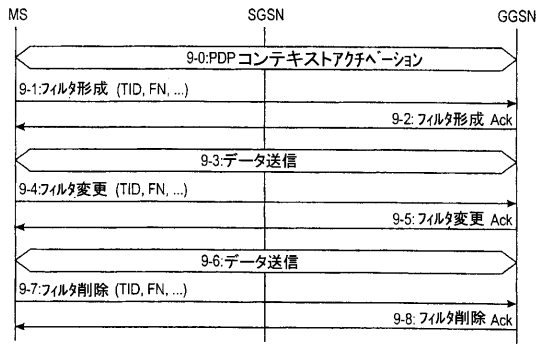 MS SGSN GGSN
9-0:PDPコンテキストアクチベーション
9-1:フィルタ形成 (TID, FN, ...)
9-2: フィルタ形成 Ack
9-3:データ送信
9-4:フィルタ変更 (TID, FN, ...)
9-5: フィルタ変更 Ack
9-6:データ送信
9-7:フィルタ削除 (TID, FN, ...)
9-8: フィルタ削除 Ack